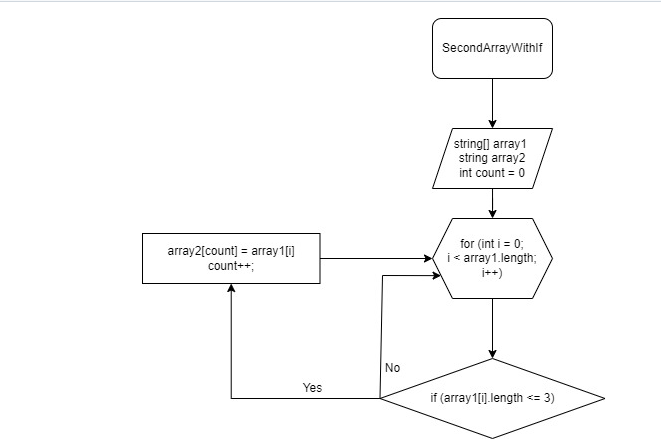 SecondArrayWithIf
string[] array1
string array2
int count = 0
for (int i = 0;
i < array1.length;
i++)
array2[count] = array1[i]
count++;
No
Yes
if (array1[i].length <= 3)